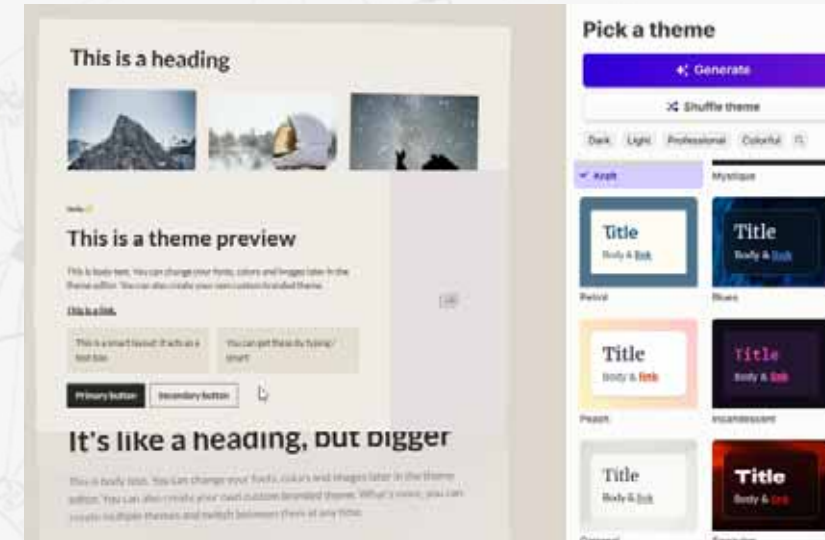 This is a heading
Hello 👋
This is a theme preview
This is body text. You can change your fonts, colors and images later in the
theme editor. You can also create your own custom branded theme.
This is a link.
This is a smart layout: it acts as a
text box.
You can get these by typing /
smart
Primary button
Secondary button
It's like a heading, but bigger
This is body text. You can change your fonts, colors and images later in the theme
editor. You can also create your own custom branded theme. What's more, you can
create multiple themes and switch between them at any time.
Pick a theme
Generate
Shuffle theme
Dark
Light
Professional
Colorful
Kraft
Mystique
Title
Body & link
Petrol
Title
Body & link
Blues
Title
Body & link
Peach
Title
Body & link
Incandescent
Title
Body & link
Title
Body & link